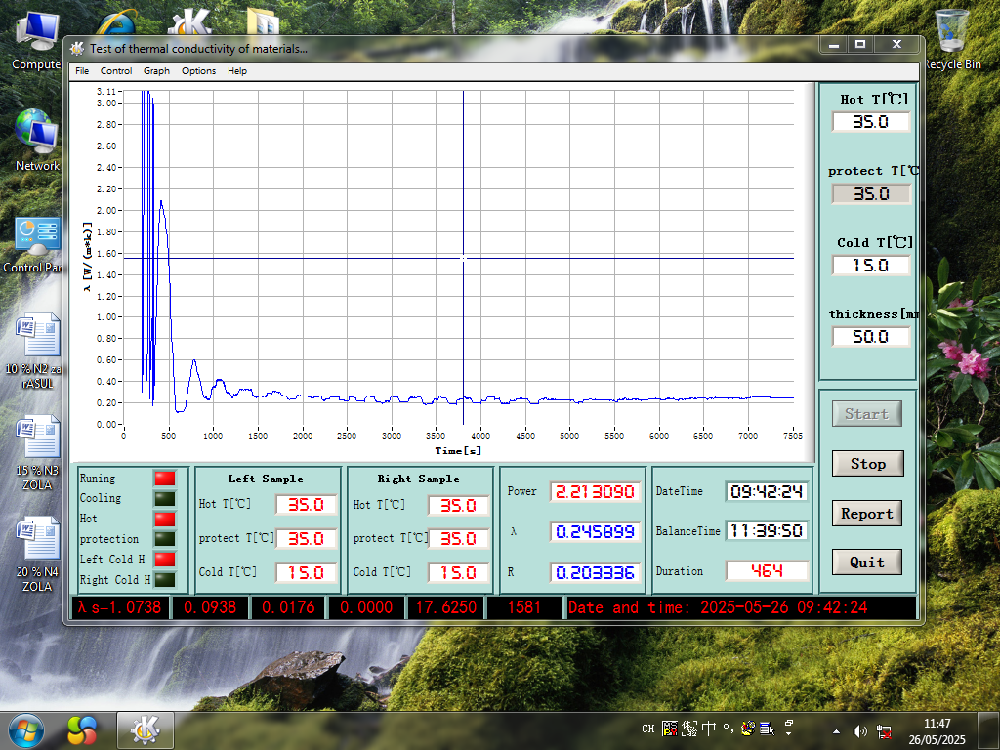 Compute
Recycle Bin
Network
Control Par
10 % N2 za
rASUL
15 % N3
ZOLA
20 % N4
ZOLA
Test of thermal conductivity of materials...
File Control Graph Options Help
λ [W/(m*k)]
3.11
3.00
2.80
2.60
2.40
2.20
2.00
1.80
1.60
1.40
1.20
1.00
0.80
0.60
0.40
0.20
0.00
0 500 1000 1500 2000 2500 3000 3500 4000 4500 5000 5500 6000 6500 7000 7505
Time[s]
Hot T[℃]
35.0
protect T[℃
35.0
Cold T[℃]
15.0
thickness[mm
50.0
Start
Stop
Report
Quit
Runing
Cooling
Hot
protection
Left Cold H
Right Cold H
Left Sample
Hot T[℃] 35.0
protect T[℃] 35.0
Cold T[℃] 15.0
Right Sample
Hot T[℃] 35.0
protect T[℃] 35.0
Cold T[℃] 15.0
Power 2.213090
λ 0.245899
R 0.203336
DateTime 09:42:24
BalanceTime 11:39:50
Duration 464
λs=1.0738 0.0938 0.0176 0.0000 17.6250 1581 Date and time: 2025-05-26 09:42:24
CH 中 °,
11:47
26/05/2025